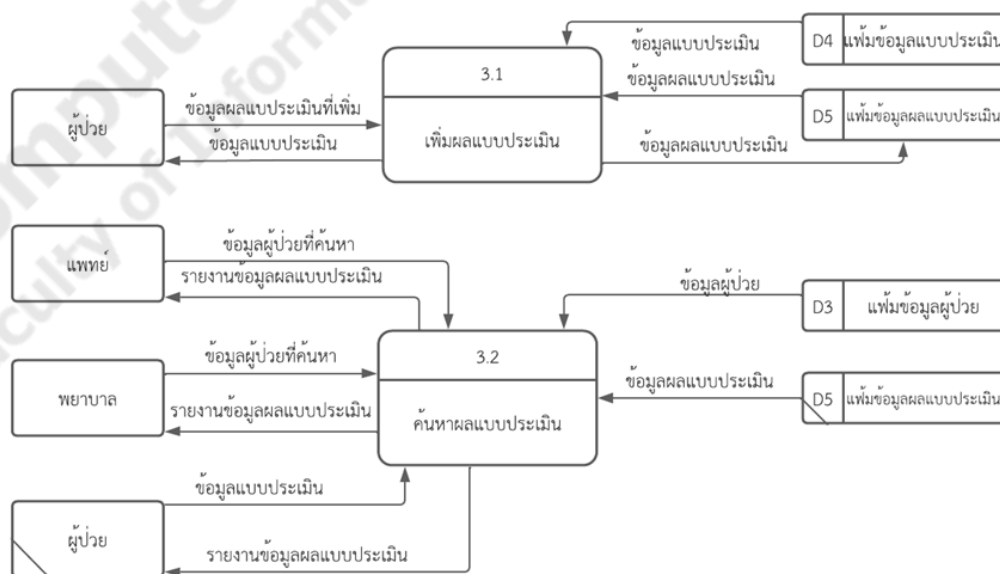 ข้อมูลแบบประเมิน
D4 แฟ้มข้อมูลแบบประเมิน
3.1
ข้อมูลผลแบบประเมิน
ผู้ป่วย
ข้อมูลผลแบบประเมินที่เพิ่ม
D5 แฟ้มข้อมูลผลแบบประเมิน
เพิ่มผลแบบประเมิน
ข้อมูลแบบประเมิน
ข้อมูลผลแบบประเมิน
แพทย์
ข้อมูลผู้ป่วยที่ค้นหา
รายงานข้อมูลผลแบบประเมิน
ข้อมูลผู้ป่วย
D3 แฟ้มข้อมูลผู้ป่วย
3.2
พยาบาล
ข้อมูลผู้ป่วยที่ค้นหา
ข้อมูลผลแบบประเมิน
D5 แฟ้มข้อมูลผลแบบประเมิน
รายงานข้อมูลผลแบบประเมิน
ค้นหาผลแบบประเมิน
ข้อมูลแบบประเมิน
ผู้ป่วย
รายงานข้อมูลผลแบบประเมิน